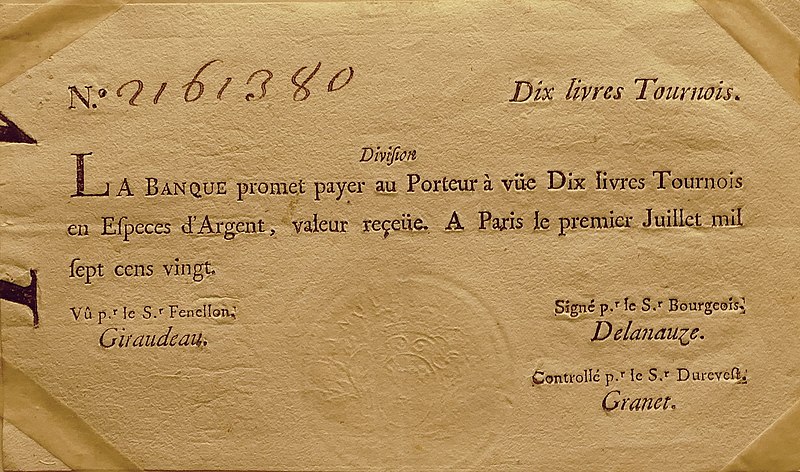 N.º 2161380
Dix livres Tournois.
Diviſion
LA BANQUE promet payer au Porteur à vüe Dix livres Tournois
en Eſpeces d'Argent, valeur reçeüe. A Paris le premier Juillet mil
ſept cens vingt.
Vû p.r le S.r Fenellon,
Giraudeau.
Signé p.r le S.r Bourgeois,
Delanauze.
Controllé p.r le S.r Dureveſt,
Granet.